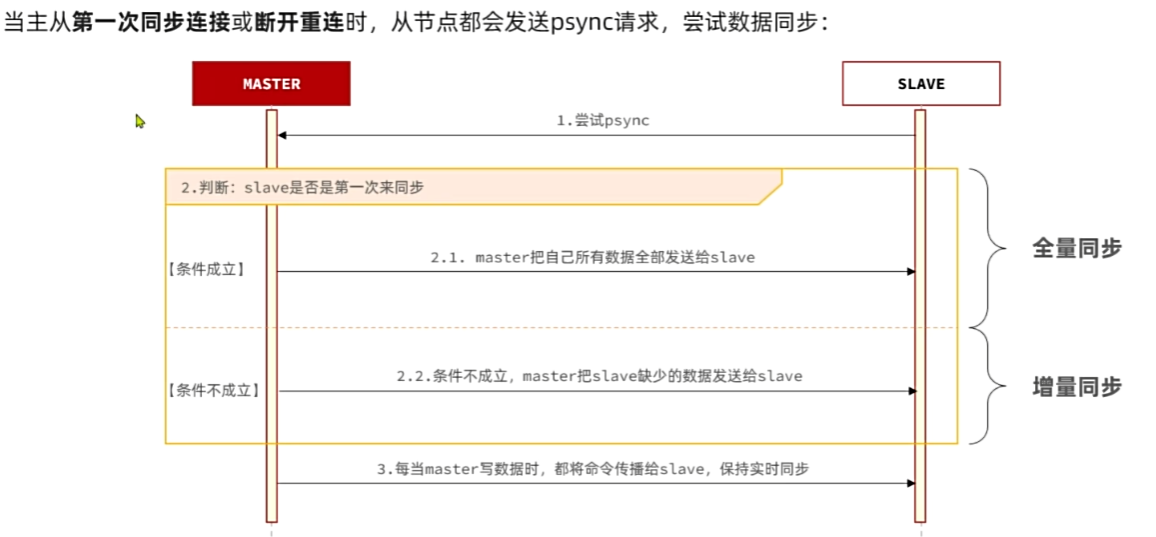 当主从第一次同步连接或断开重连时，从节点都会发送psync请求，尝试数据同步：
MASTER
SLAVE
1.尝试psync
2.判断：slave是否是第一次来同步
【条件成立】
2.1. master把自己所有数据全部发送给slave
全量同步
【条件不成立】
2.2.条件不成立，master把slave缺少的数据发送给slave
增量同步
3.每当master写数据时，都将命令传播给slave，保持实时同步